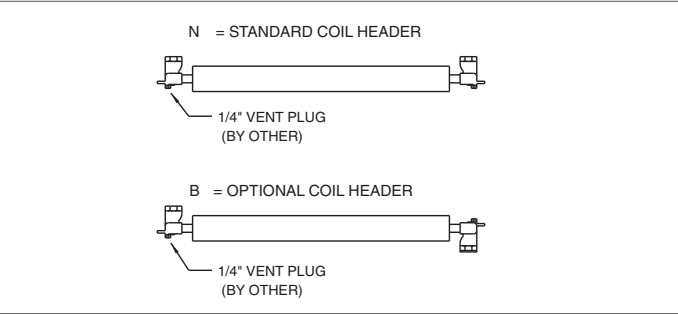 N = STANDARD COIL HEADER
1/4" VENT PLUG
(BY OTHER)
B = OPTIONAL COIL HEADER
1/4" VENT PLUG
(BY OTHER)